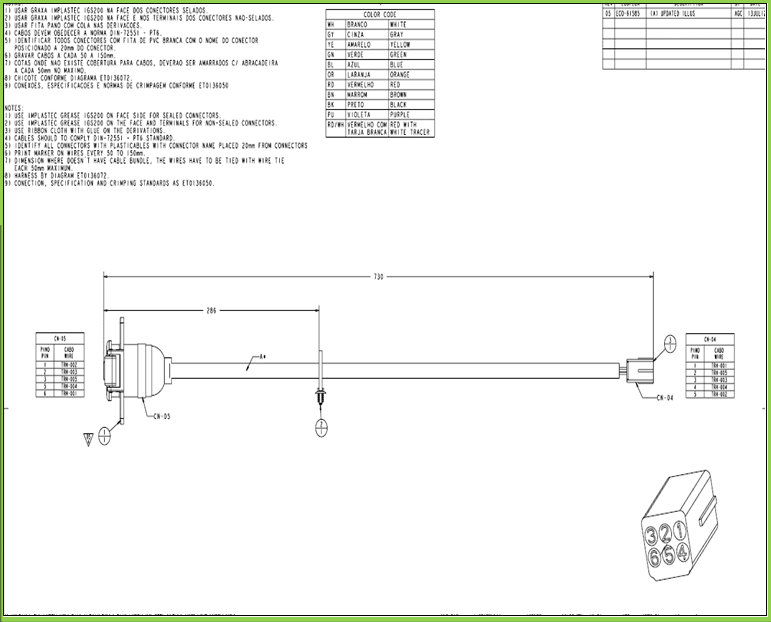 1) USAR GRAXA IMPLASTEC IGS200 NA FACE DOS CONECTORES SELADOS.
2) USAR GRAXA IMPLASTEC IGS200 NA FACE E NOS TERMINAIS DOS CONECTORES NAO-SELADOS.
3) USAR FITA PANO COM COLA NAS DERIVACOES.
4) CABOS DEVEM OBEDECER A NORMA DIN-72551 - PT6.
5) IDENTIFICAR TODOS CONECTORES COM FITA DE PVC BRANCA COM O NOME DO CONECTOR
POSICIONADO A 20mm DO CONECTOR.
6) GRAVAR CABOS A CADA 50 A 150mm.
7) COTAS ONDE NAO EXISTE COBERTURA PARA CABOS, DEVERAO SER AMARRADOS C/ ABRACADEIRA
A CADA 50mm NO MAXIMO.
8) CHICOTE CONFORME DIAGRAMA ET0136072.
9) CONEXOES, ESPECIFICACOES E NORMAS DE CRIMPAGEM CONFORME ET0136050
NOTES:
1) USE IMPLASTEC GREASE IGS200 ON FACE SIDE FOR SEALED CONNECTORS.
2) USE IMPLASTEC GREASE IGS200 ON THE FACE AND TERMINALS FOR NON-SEALED CONNECTORS.
3) USE RIBBON CLOTH WITH GLUE ON THE DERIVATIONS.
4) CABLES SHOULD TO COMPLY DIN-72551 - PT6 STANDARD.
5) IDENTIFY ALL CONNECTORS WITH PLASTICABLES WITH CONNECTOR NAME PLACED 20mm FROM CONNECTORS
6) PRINT MARKER ON WIRES EVERY 50 TO 150mm.
7) DIMENSION WHERE DOESN'T HAVE CABLE BUNDLE, THE WIRES HAVE TO BE TIED WITH WIRE TIE
EACH 50mm MAXIMUM.
8) HARNESS BY DIAGRAM ET0136072.
9) CONECTION, SPECIFICATION AND CRIMPING STANDARDS AS ET0136050.
COLOR CODE
WH BRANCO WHITE
GY CINZA GRAY
YE AMARELO YELLOW
GN VERDE GREEN
BL AZUL BLUE
OR LARANJA ORANGE
RD VERMELHO RED
BN MARROM BROWN
BK PRETO BLACK
PU VIOLETA PURPLE
RD/WH VERMELHO COM TARJA BRANCA RED WITH WHITE TRACER
05 ECO-61585 (A) UPDATED ILLUS AGC
730
286
CN-05
PINO PIN CABO WIRE
1 TRM-002
2 TRM-003
3 TRM-005
5 TRM-004
6 TRM-001
A*
CN-05
CN-04
CN-04
PINO PIN CABO WIRE
1 TRM-001
2 TRM-005
3 TRM-003
4 TRM-004
5 TRM-002
3 2 1
6 5 4